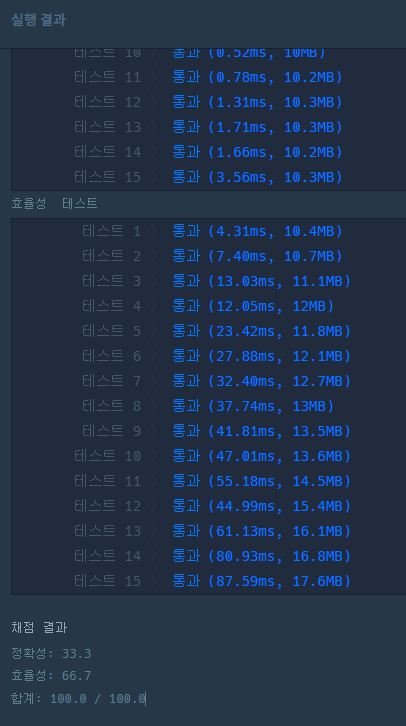 실행 결과
테스트 10 〉 통과 (0.52ms, 10MB)
테스트 11 〉 통과 (0.78ms, 10.2MB)
테스트 12 〉 통과 (1.31ms, 10.3MB)
테스트 13 〉 통과 (1.71ms, 10.3MB)
테스트 14 〉 통과 (1.66ms, 10.2MB)
테스트 15 〉 통과 (3.56ms, 10.3MB)
효율성 테스트
테스트 1 〉 통과 (4.31ms, 10.4MB)
테스트 2 〉 통과 (7.40ms, 10.7MB)
테스트 3 〉 통과 (13.03ms, 11.1MB)
테스트 4 〉 통과 (12.05ms, 12MB)
테스트 5 〉 통과 (23.42ms, 11.8MB)
테스트 6 〉 통과 (27.88ms, 12.1MB)
테스트 7 〉 통과 (32.40ms, 12.7MB)
테스트 8 〉 통과 (37.74ms, 13MB)
테스트 9 〉 통과 (41.81ms, 13.5MB)
테스트 10 〉 통과 (47.01ms, 13.6MB)
테스트 11 〉 통과 (55.18ms, 14.5MB)
테스트 12 〉 통과 (44.99ms, 15.4MB)
테스트 13 〉 통과 (61.13ms, 16.1MB)
테스트 14 〉 통과 (80.93ms, 16.8MB)
테스트 15 〉 통과 (87.59ms, 17.6MB)
채점 결과
정확성: 33.3
효율성: 66.7
합계: 100.0 / 100.0